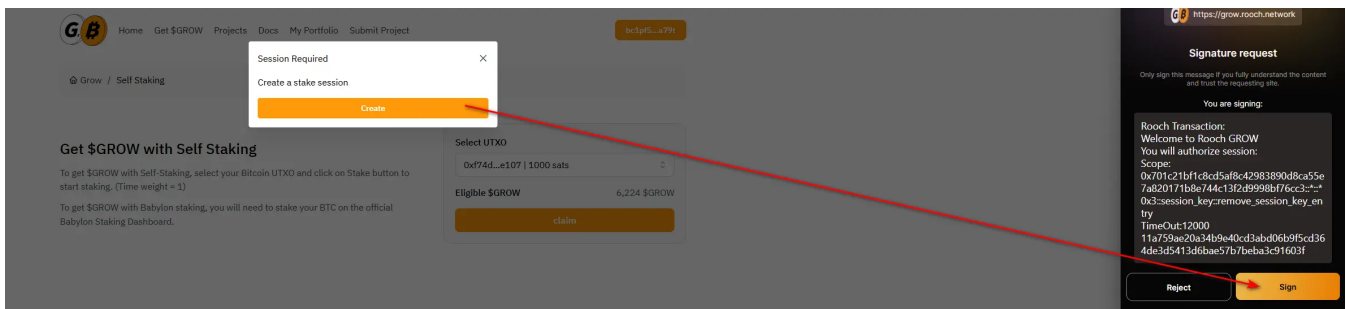 G B Home Get $GROW Projects Docs My Portfolio Submit Project bc1pf5...a79t
Grow / Self Staking
Session Required
Create a stake session
Create
Get $GROW with Self Staking
To get $GROW with Self-Staking, select your Bitcoin UTXO and click on Stake button to
start staking. (Time weight = 1)
To get $GROW with Babylon staking, you will need to stake your BTC on the official
Babylon Staking Dashboard.
Select UTXO
0xf74d...e107 | 1000 sats
Eligible $GROW 6,224 $GROW
claim
https://grow.rooch.network
Signature request
Only sign this message if you fully understand the content
and trust the requesting site.
You are signing:
Rooch Transaction:
Welcome to Rooch GROW
You will authorize session:
Scope:
0x701c21bf1c8cd5af8c42983890d8ca55e
7a820171b8e744c13f2d9998bf76cc3::*::*
0x3::session_key::remove_session_key_en
try
TimeOut:12000
11a759ae20a34b9e40cd3abd06b9f5cd36
4de3d5413d6bae57b7beba3c91603f
Reject Sign